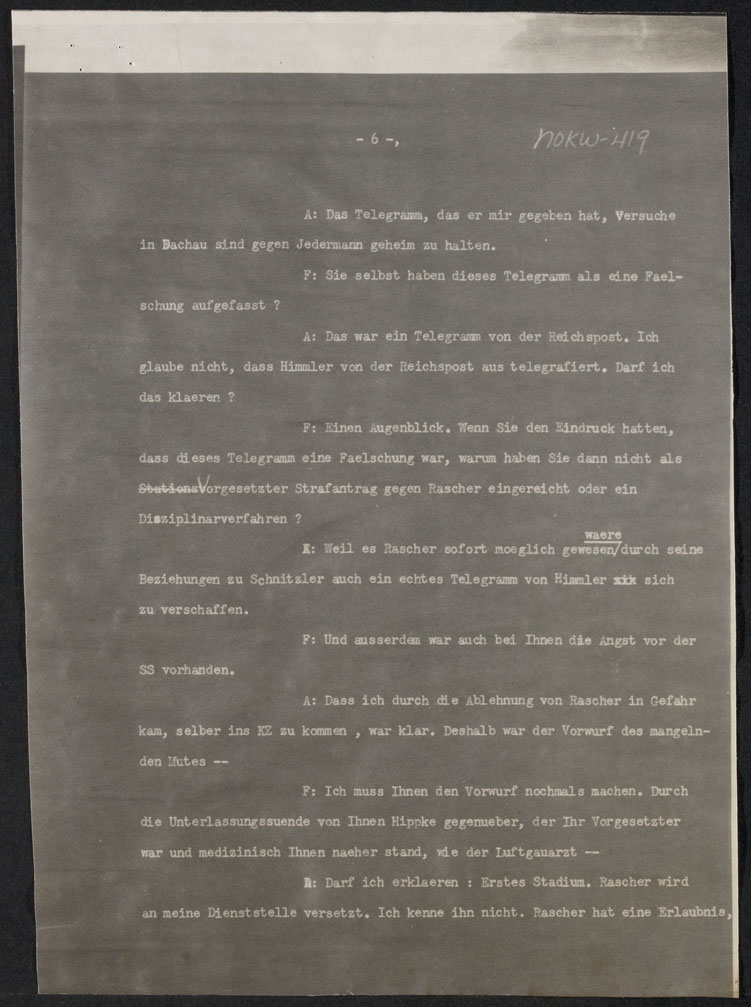 - 6 -,
NOKW-419
A: Das Telegramm, das er mir gegeben hat, Versuche
in Dachau sind gegen Jedermann geheim zu halten.
F: Sie selbst haben dieses Telegramm als eine Fael-
schung aufgefasst ?
A: Das war ein Telegramm von der Reichspost. Ich
glaube nicht, dass Himmler von der Reichspost aus telegrafiert. Darf ich
das klaeren ?
F: Einen Augenblick. Wenn Sie den Eindruck hatten,
dass dieses Telegramm eine Faelschung war, warum haben Sie dann nicht als
Stations Vorgesetzter Strafantrag gegen Rascher eingereicht oder ein
Disziplinarverfahren ?
waere
A: Weil es Rascher sofort moeglich gewesen/durch seine
Beziehungen zu Schnitzler auch ein echtes Telegramm von Himmler xix sich
zu verschaffen.
F: Und ausserdem war auch bei Ihnen die Angst vor der
SS vorhanden.
A: Dass ich durch die Ablehnung von Rascher in Gefahr
kam, selber ins KZ zu kommen , war klar. Deshalb war der Vorwurf des mangeln-
den Mutes --
F: Ich muss Ihnen den Vorwurf nochmals machen. Durch
die Unterlassungssuende von Ihnen Hippke gegenueber, der Ihr Vorgesetzter
war und medizinisch Ihnen naeher stand, wie der Luftgauarzt --
A: Darf ich erklaeren : Erstes Stadium. Rascher wird
an meine Dienststelle versetzt. Ich kenne ihn nicht. Rascher hat eine Erlaubnis,